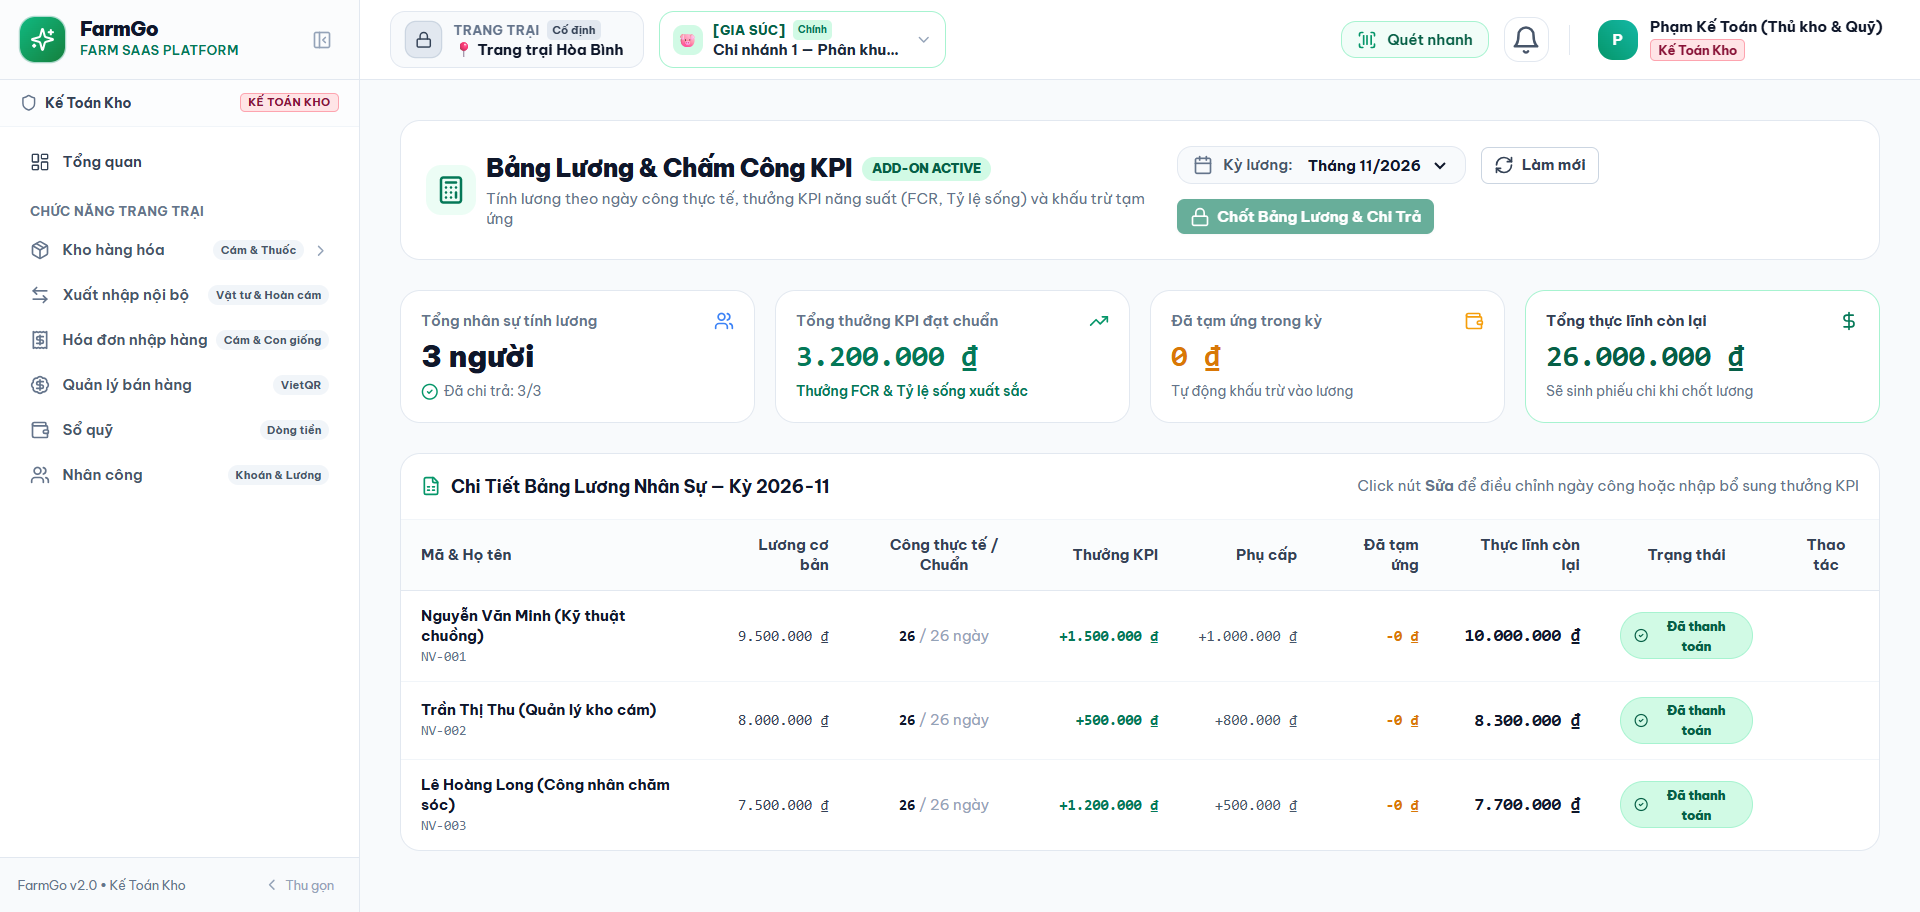 FarmGo
FARM SAAS PLATFORM
Kế Toán Kho
KẾ TOÁN KHO
Tổng quan
CHỨC NĂNG TRANG TRẠI
Kho hàng hóa
Cám & Thuốc
Xuất nhập nội bộ
Vật tư & Hoàn cám
Hóa đơn nhập hàng
Cám & Con giống
Quản lý bán hàng
VietQR
Sổ quỹ
Dòng tiền
Nhân công
Khoán & Lương
FarmGo v2.0 • Kế Toán Kho
Thu gọn
TRANG TRẠI
Cố định
Trang trại Hòa Bình
[GIA SÚC]
Chính
Chi nhánh 1 — Phân khu...
Quét nhanh
P
Phạm Kế Toán (Thủ kho & Quỹ)
Kế Toán Kho
Bảng Lương & Chấm Công KPI
ADD-ON ACTIVE
Tính lương theo ngày công thực tế, thưởng KPI năng suất (FCR, Tỷ lệ sống) và khấu trừ tạm
ứng
Kỳ lương:
Tháng 11/2026
Làm mới
Chốt Bảng Lương & Chi Trả
Tổng nhân sự tính lương
3 người
Đã chi trả: 3/3
Tổng thưởng KPI đạt chuẩn
3.200.000 ₫
Thưởng FCR & Tỷ lệ sống xuất sắc
Đã tạm ứng trong kỳ
0 ₫
Tự động khấu trừ vào lương
Tổng thực lĩnh còn lại
26.000.000 ₫
Sẽ sinh phiếu chi khi chốt lương
Chi Tiết Bảng Lương Nhân Sự — Kỳ 2026-11
Click nút Sửa để điều chỉnh ngày công hoặc nhập bổ sung thưởng KPI
Mã & Họ tên
Lương cơ
bản
Công thực tế /
Chuẩn
Thưởng KPI
Phụ cấp
Đã tạm
ứng
Thực lĩnh còn
lại
Trạng thái
Thao
tác
Nguyễn Văn Minh (Kỹ thuật
chuồng)
NV-001
9.500.000 ₫
26 / 26 ngày
+1.500.000 ₫
+1.000.000 ₫
-0 ₫
10.000.000 ₫
Đã thanh
toán
Trần Thị Thu (Quản lý kho cám)
NV-002
8.000.000 ₫
26 / 26 ngày
+500.000 ₫
+800.000 ₫
-0 ₫
8.300.000 ₫
Đã thanh
toán
Lê Hoàng Long (Công nhân chăm
sóc)
NV-003
7.500.000 ₫
26 / 26 ngày
+1.200.000 ₫
+500.000 ₫
-0 ₫
7.700.000 ₫
Đã thanh
toán